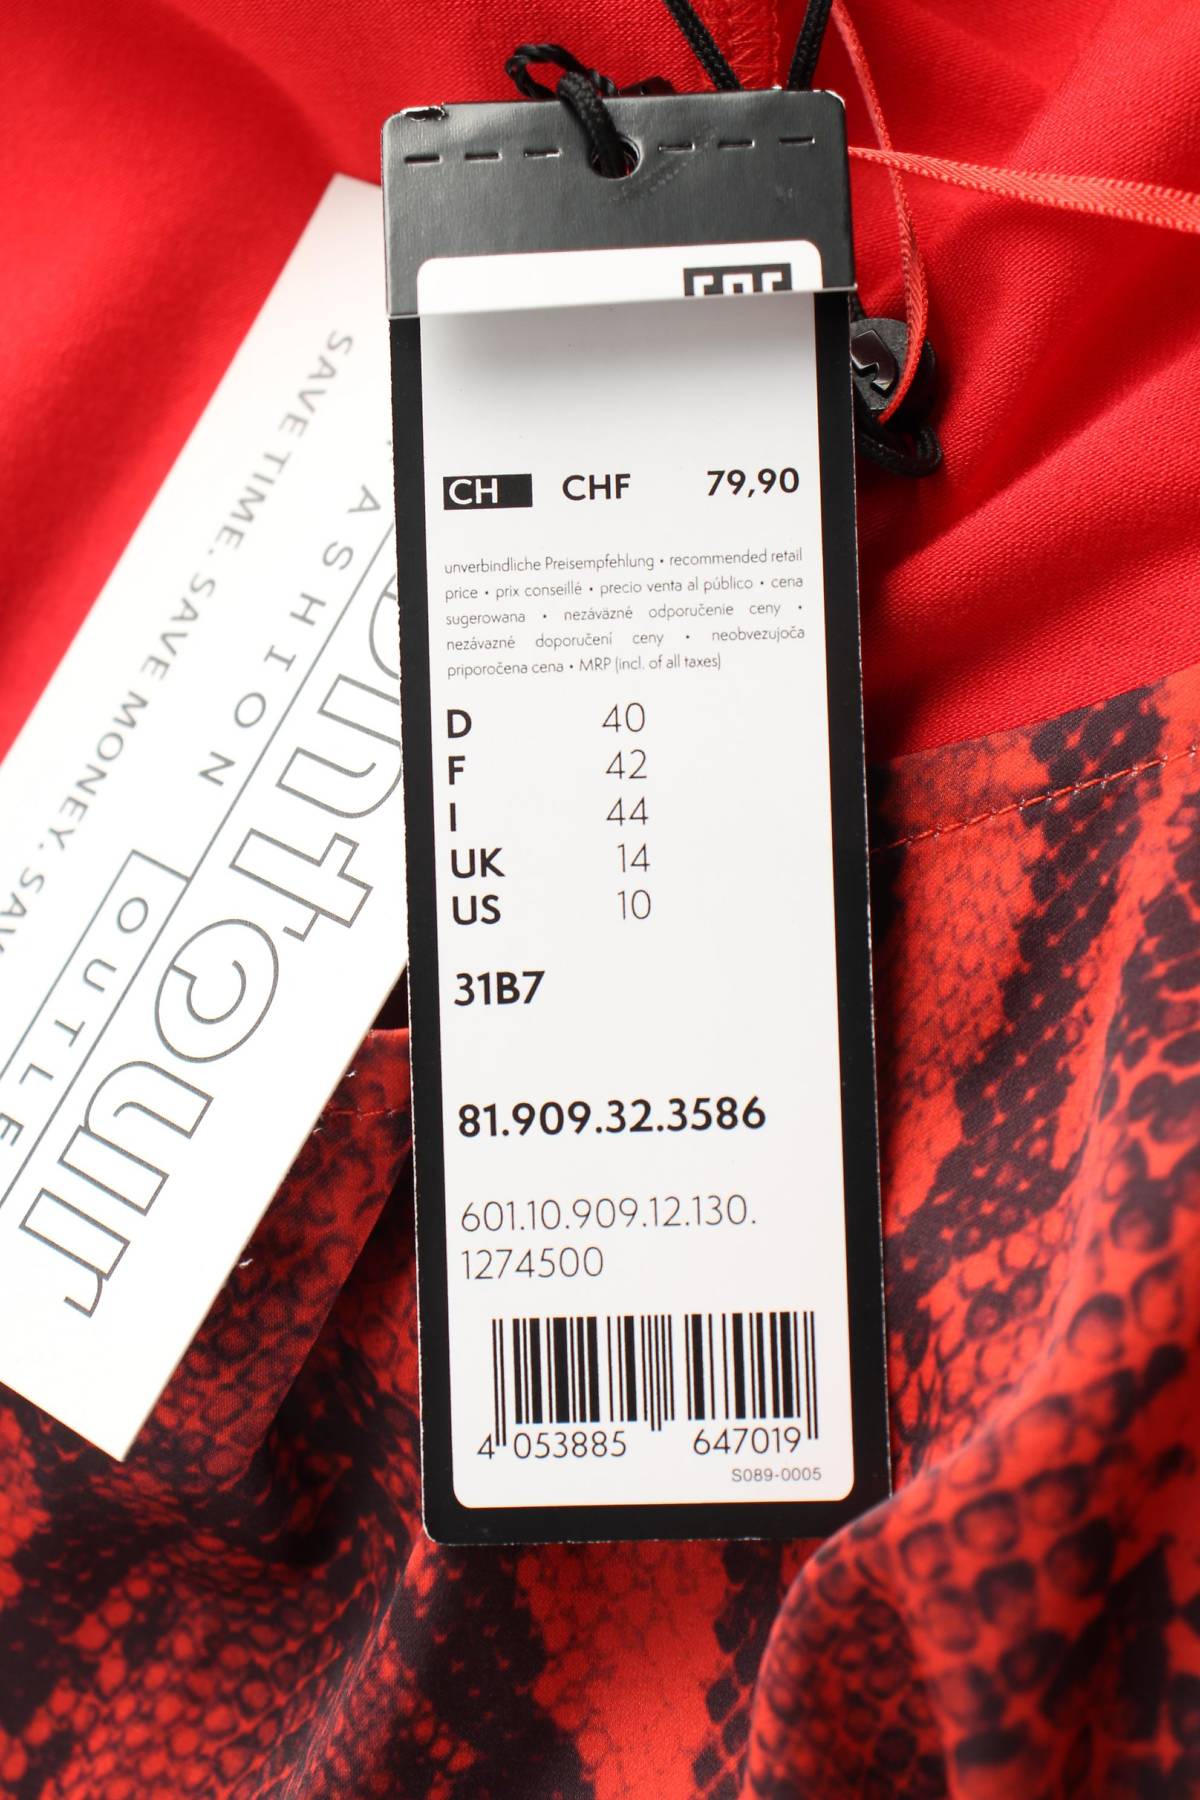 CH CHF 79,90
unverbindliche Preisempfehlung • recommended retail
price • prix conseillé • precio venta al público • cena
sugerowana • nezáväzné odporučenie ceny •
nezávazné doporučení ceny • neobvezujoča
priporočena cena • MRP (incl. of all taxes)
D 40
F 42
I 44
UK 14
US 10
31B7
81.909.32.3586
601.10.909.12.130.
1274500
4 053885 647019
S089-0005
SAVE TIME. SAVE MONEY.
ASHION
OUTLE
ntour